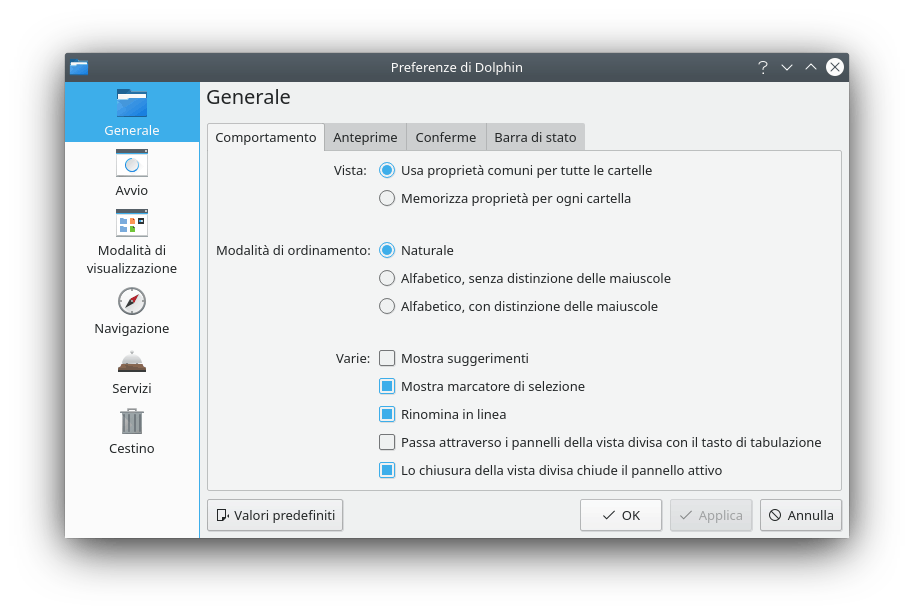 Preferenze di Dolphin
Generale
Avvio
Modalità di
visualizzazione
Navigazione
Servizi
Cestino
Generale
Comportamento Anteprime Conferme Barra di stato
Vista: Usa proprietà comuni per tutte le cartelle
Memorizza proprietà per ogni cartella
Modalità di ordinamento: Naturale
Alfabetico, senza distinzione delle maiuscole
Alfabetico, con distinzione delle maiuscole
Varie: Mostra suggerimenti
Mostra marcatore di selezione
Rinomina in linea
Passa attraverso i pannelli della vista divisa con il tasto di tabulazione
Lo chiusura della vista divisa chiude il pannello attivo
Valori predefiniti OK Applica Annulla